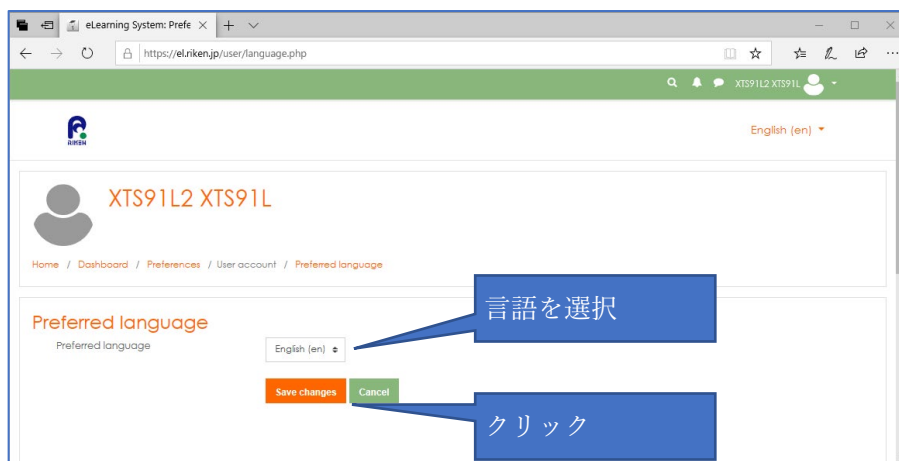 eLearning System: Prefe
https://el.riken.jp/user/language.php
XTS91L2 XTS91L
RIKEN
English (en)
XTS91L2 XTS91L
Home / Dashboard / Preferences / User account / Preferred language
言語を選択
Preferred language
Preferred language
English (en)
Save changes
Cancel
クリック